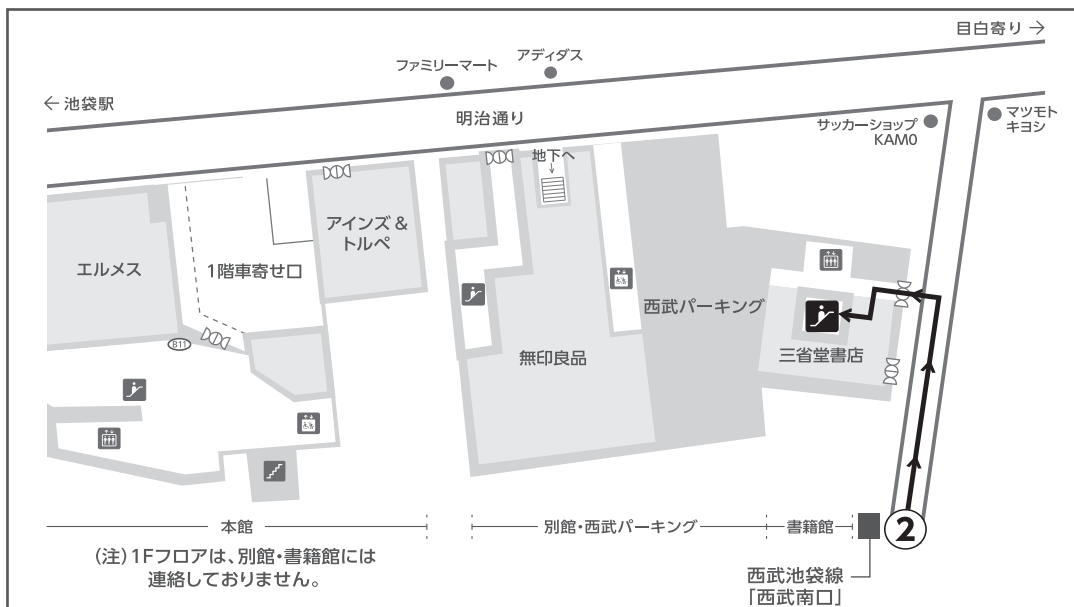 目白寄り →
アディダス
ファミリーマート
← 池袋駅
明治通り
マツモト
キヨシ
サッカーショップ
KAMO
地下へ
↓
アインズ &
トルペ
エルメス
1階車寄せ口
西武パーキング
B11
無印良品
三省堂書店
本館
別館・西武パーキング
書籍館
2
(注)1Fフロアは、別館・書籍館には
連絡しておりません。
西武池袋線
「西武南口」